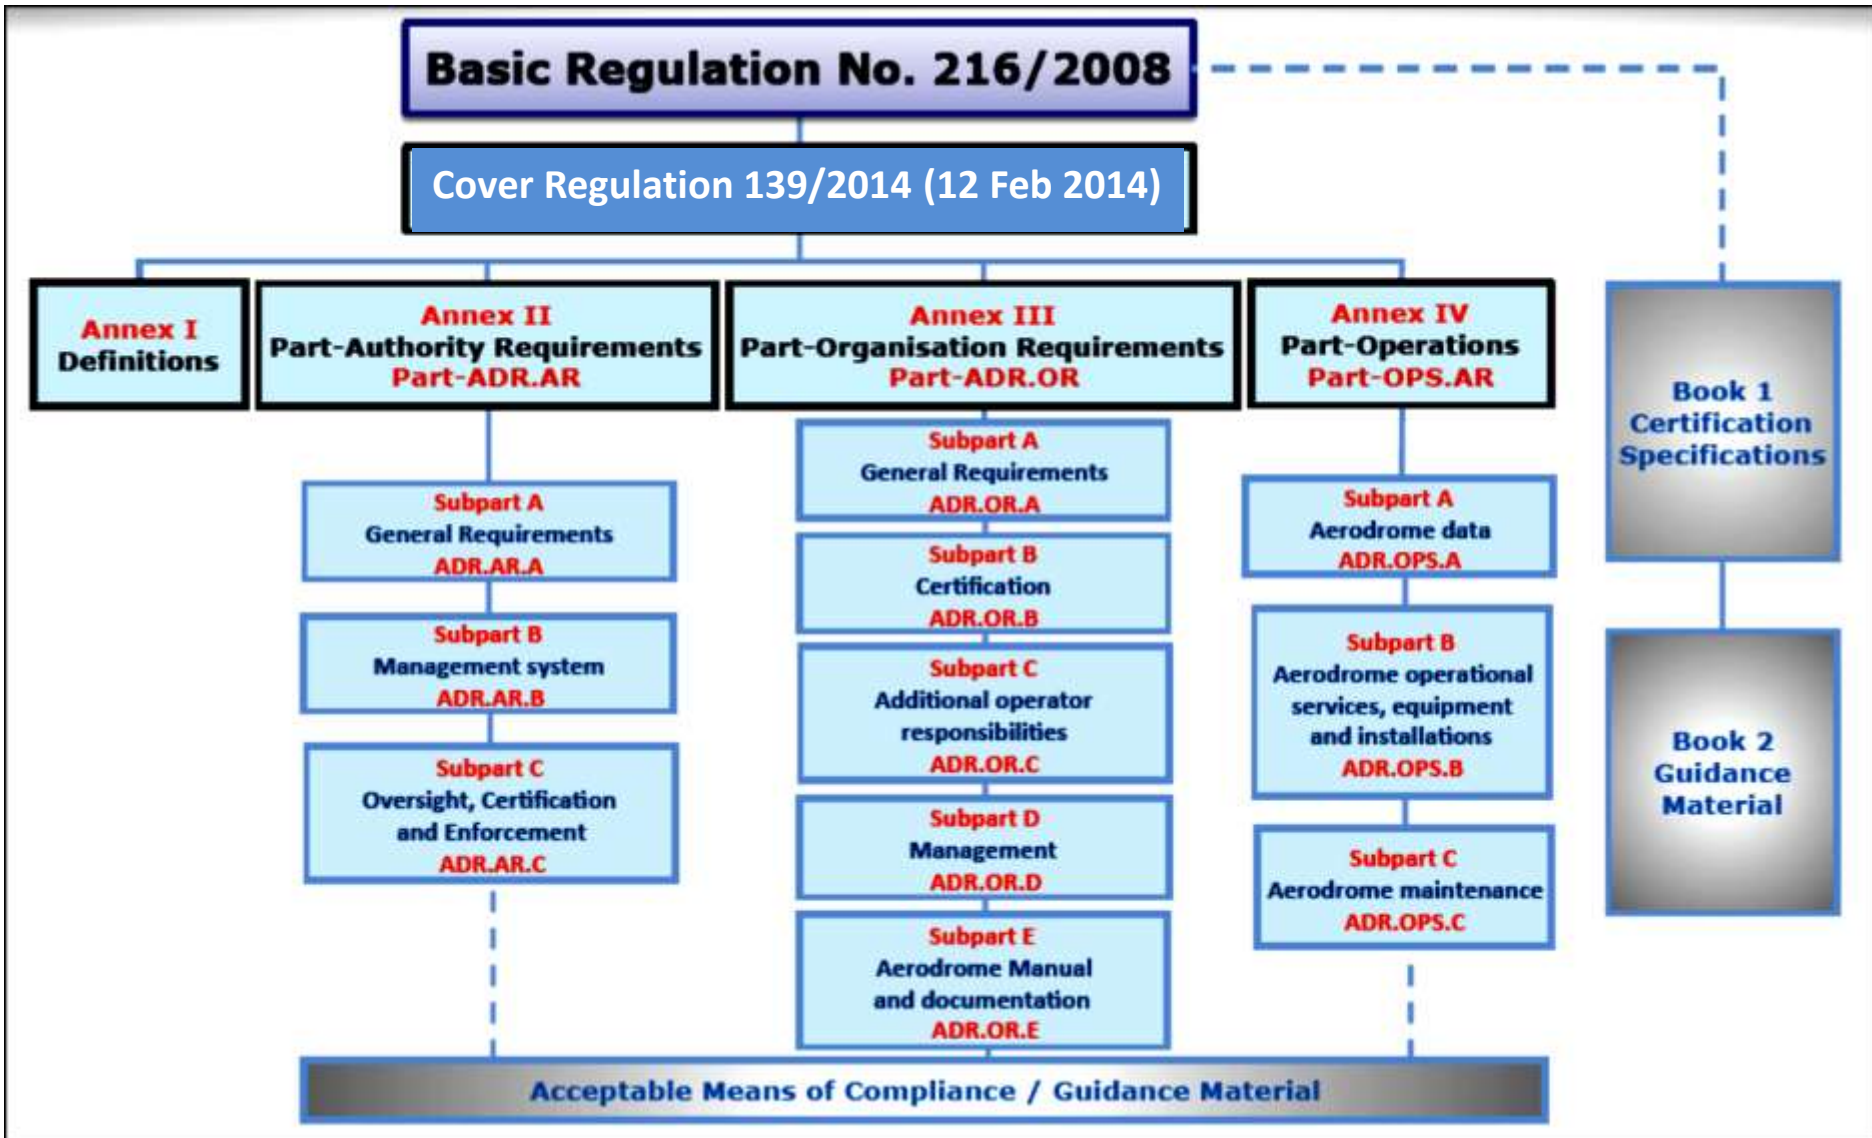 Basic Regulation No. 216/2008
Cover Regulation 139/2014 (12 Feb 2014)
Annex I
Definitions
Annex II
Part-Authority Requirements
Part-ADR.AR
Annex III
Part-Organisation Requirements
Part-ADR.OR
Annex IV
Part-Operations
Part-OPS.AR
Subpart A
General Requirements
ADR.AR.A
Subpart B
Management system
ADR.AR.B
Subpart C
Oversight, Certification
and Enforcement
ADR.AR.C
Subpart A
General Requirements
ADR.OR.A
Subpart B
Certification
ADR.OR.B
Subpart C
Additional operator
responsibilities
ADR.OR.C
Subpart D
Management
ADR.OR.D
Subpart E
Aerodrome Manual
and documentation
ADR.OR.E
Subpart A
Aerodrome data
ADR.OPS.A
Subpart B
Aerodrome operational
services, equipment
and installations
ADR.OPS.B
Subpart C
Aerodrome maintenance
ADR.OPS.C
Book 1
Certification
Specifications
Book 2
Guidance
Material
Acceptable Means of Compliance / Guidance Material